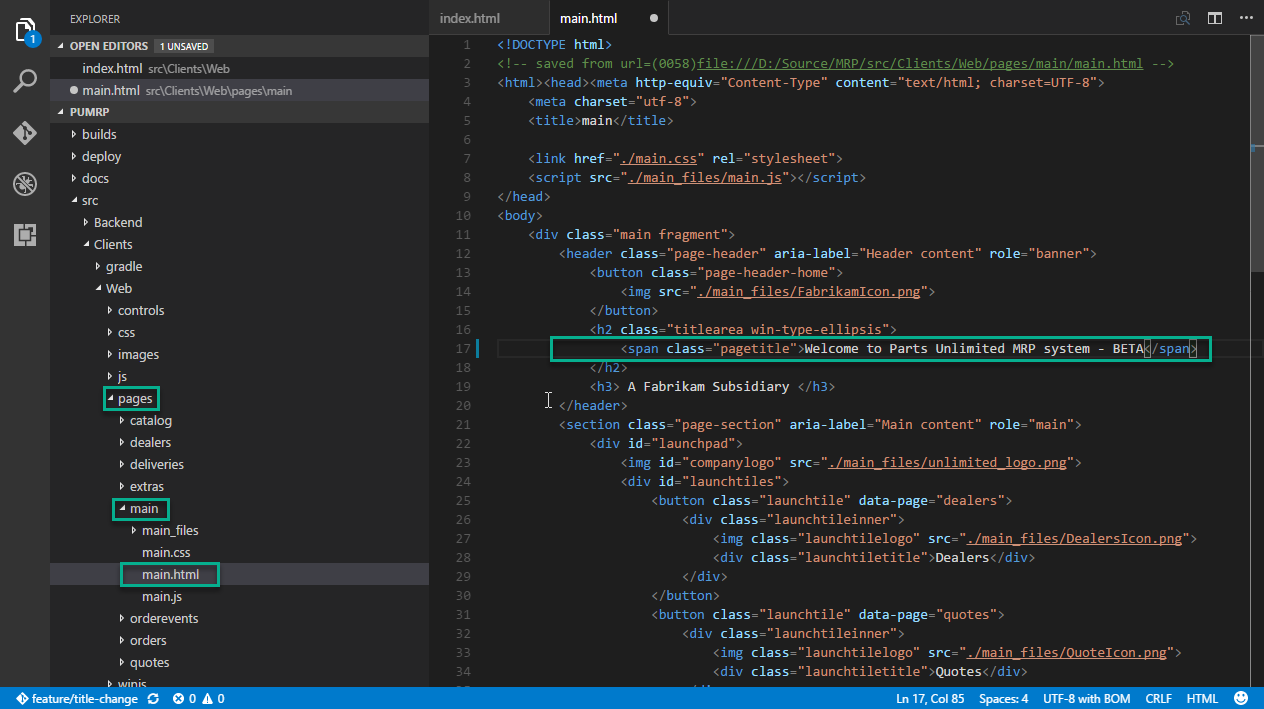 1
EXPLORER
OPEN EDITORS 1 UNSAVED
index.html src\Clients\Web
main.html src\Clients\Web\pages\main
PUMRP
builds
deploy
docs
src
Backend
Clients
gradle
Web
controls
css
images
js
pages
catalog
dealers
deliveries
extras
main
main_files
main.css
main.html
main.js
orderevents
orders
quotes
winjs
index.html main.html
1 <!DOCTYPE html>
2 <!-- saved from url=(0058)file:///D:/Source/MRP/src/Clients/Web/pages/main/main.html -->
3 <html><head><meta http-equiv="Content-Type" content="text/html; charset=UTF-8">
4 <meta charset="utf-8">
5 <title>main</title>
6
7 <link href="./main.css" rel="stylesheet">
8 <script src="./main_files/main.js"></script>
9 </head>
10 <body>
11 <div class="main fragment">
12 <header class="page-header" aria-label="Header content" role="banner">
13 <button class="page-header-home">
14 <img src="./main_files/FabrikamIcon.png">
15 </button>
16 <h2 class="titlearea win-type-ellipsis">
17 <span class="pagetitle">Welcome to Parts Unlimited MRP system - BETA</span>
18 </h2>
19 <h3> A Fabrikam Subsidiary </h3>
20 </header>
21 <section class="page-section" aria-label="Main content" role="main">
22 <div id="launchpad">
23 <img id="companylogo" src="./main_files/unlimited_logo.png">
24 <div id="launchtiles">
25 <button class="launchtile" data-page="dealers">
26 <div class="launchtileinner">
27 <img class="launchtilelogo" src="./main_files/DealersIcon.png">
28 <div class="launchtiletitle">Dealers</div>
29 </div>
30 </button>
31 <button class="launchtile" data-page="quotes">
32 <div class="launchtileinner">
33 <img class="launchtilelogo" src="./main_files/QuoteIcon.png">
34 <div class="launchtiletitle">Quotes</div>
feature/title-change 0 0 Ln 17, Col 85 Spaces: 4 UTF-8 with BOM CRLF HTML